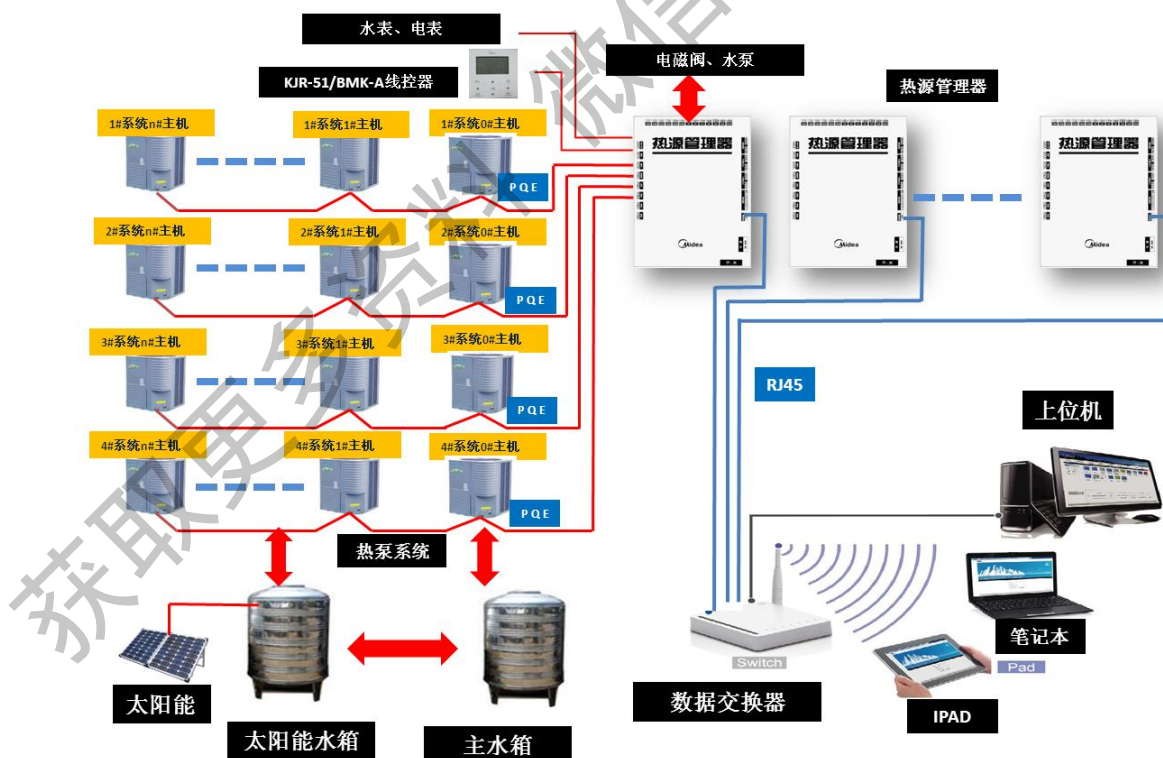 水表、电表
KJR-51/BMK-A线控器
电磁阀、水泵
热源管理器
1#系统n#主机
1#系统1#主机
1#系统0#主机
PQE
热源管理器
热源管理器
热源管理器
2#系统n#主机
2#系统1#主机
2#系统0#主机
PQE
Midea
Midea
Midea
3#系统n#主机
3#系统1#主机
3#系统0#主机
PQE
RJ45
上位机
4#系统n#主机
4#系统1#主机
4#系统0#主机
PQE
热泵系统
笔记本
Switch
Pad
太阳能
数据交换器
IPAD
太阳能水箱
主水箱
获取更多资料 微信